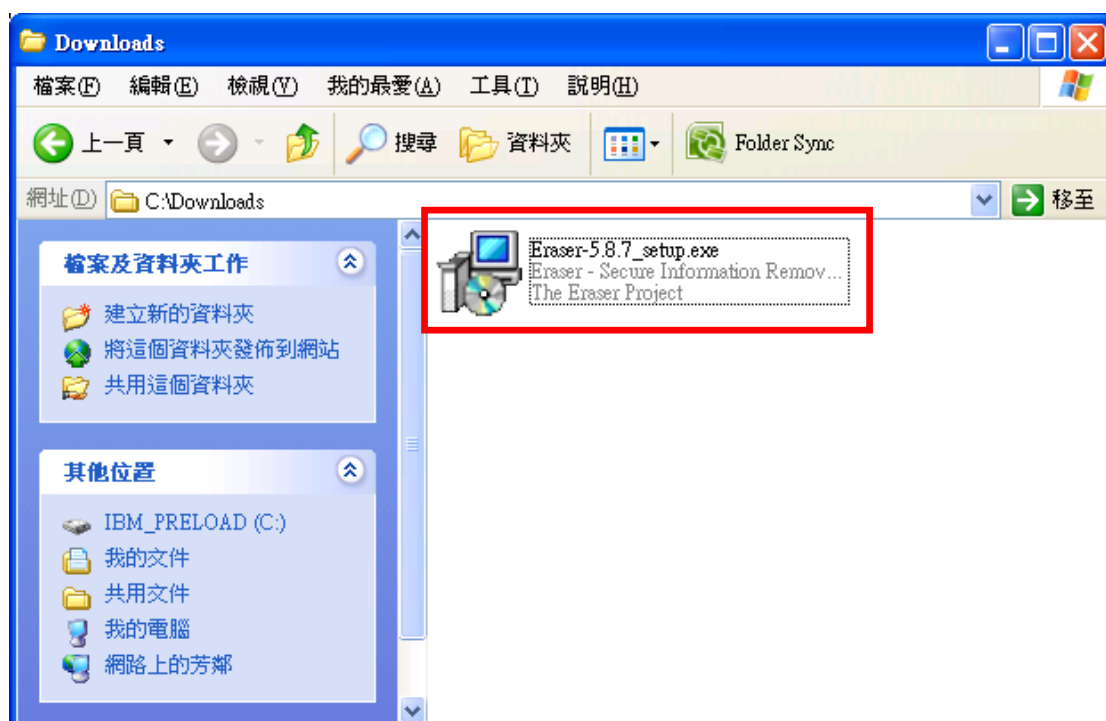 Downloads
檔案(F) 編輯(E) 檢視(V) 我的最愛(A) 工具(T) 說明(H)
上一頁 搜尋 資料夾 Folder Sync
網址(D) C:\Downloads 移至
檔案及資料夾工作
建立新的資料夾
將這個資料夾發佈到網站
共用這個資料夾
其他位置
IBM_PRELOAD (C:)
我的文件
共用文件
我的電腦
網路上的芳鄰
Eraser-5.8.7_setup.exe
Eraser - Secure Information Remov...
The Eraser Project